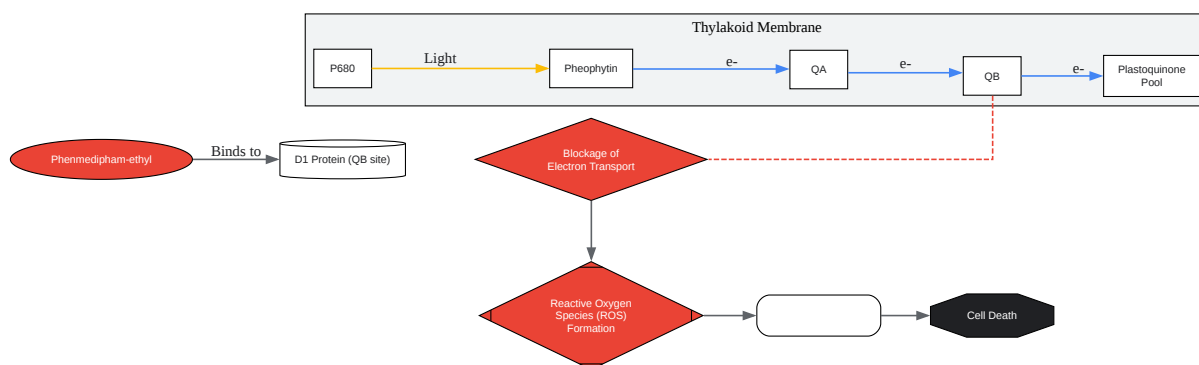 Thylakoid Membrane
P680
Light
Pheophytin
e-
QA
e-
QB
e-
Plastoquinone
Pool
Phenmedipham-ethyl
Binds to
D1 Protein (QB site)
Blockage of
Electron Transport
Reactive Oxygen
Species (ROS)
Formation
Cell Death